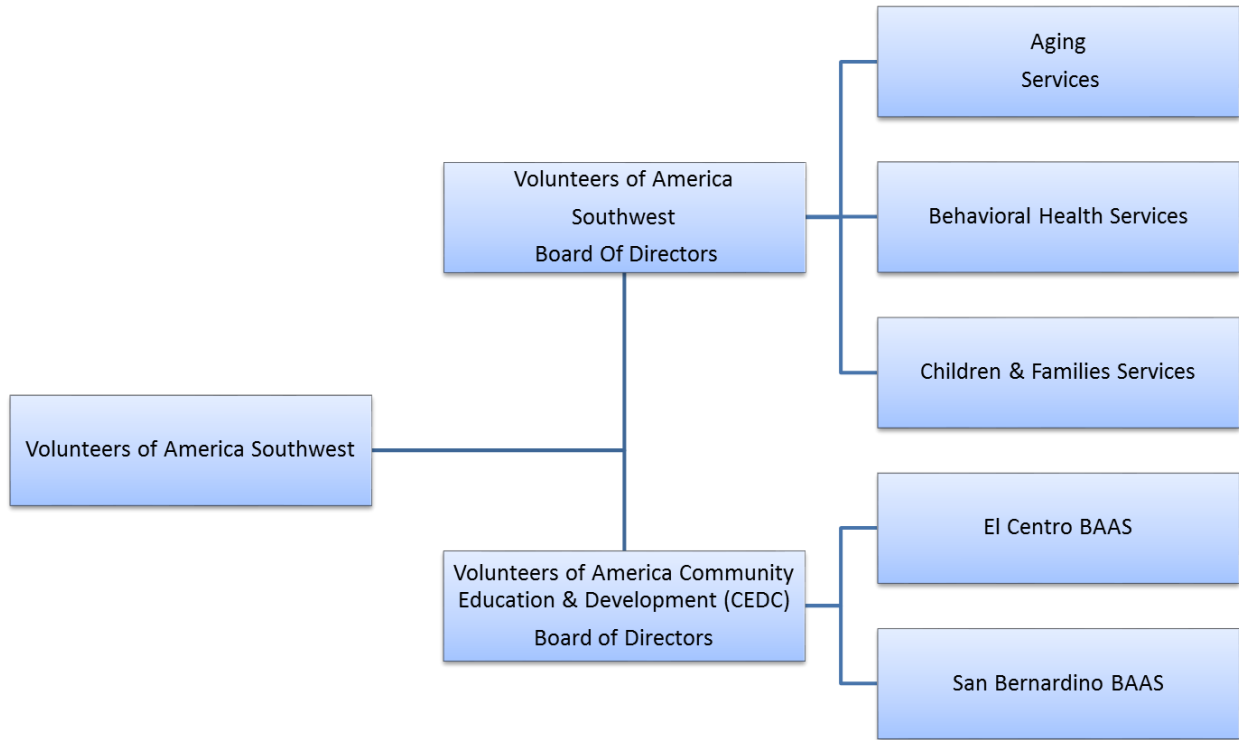 Volunteers of America Southwest
Volunteers of America
Southwest
Board Of Directors
Aging
Services
Behavioral Health Services
Children & Families Services
Volunteers of America Community
Education & Development (CEDC)
Board of Directors
El Centro BAAS
San Bernardino BAAS